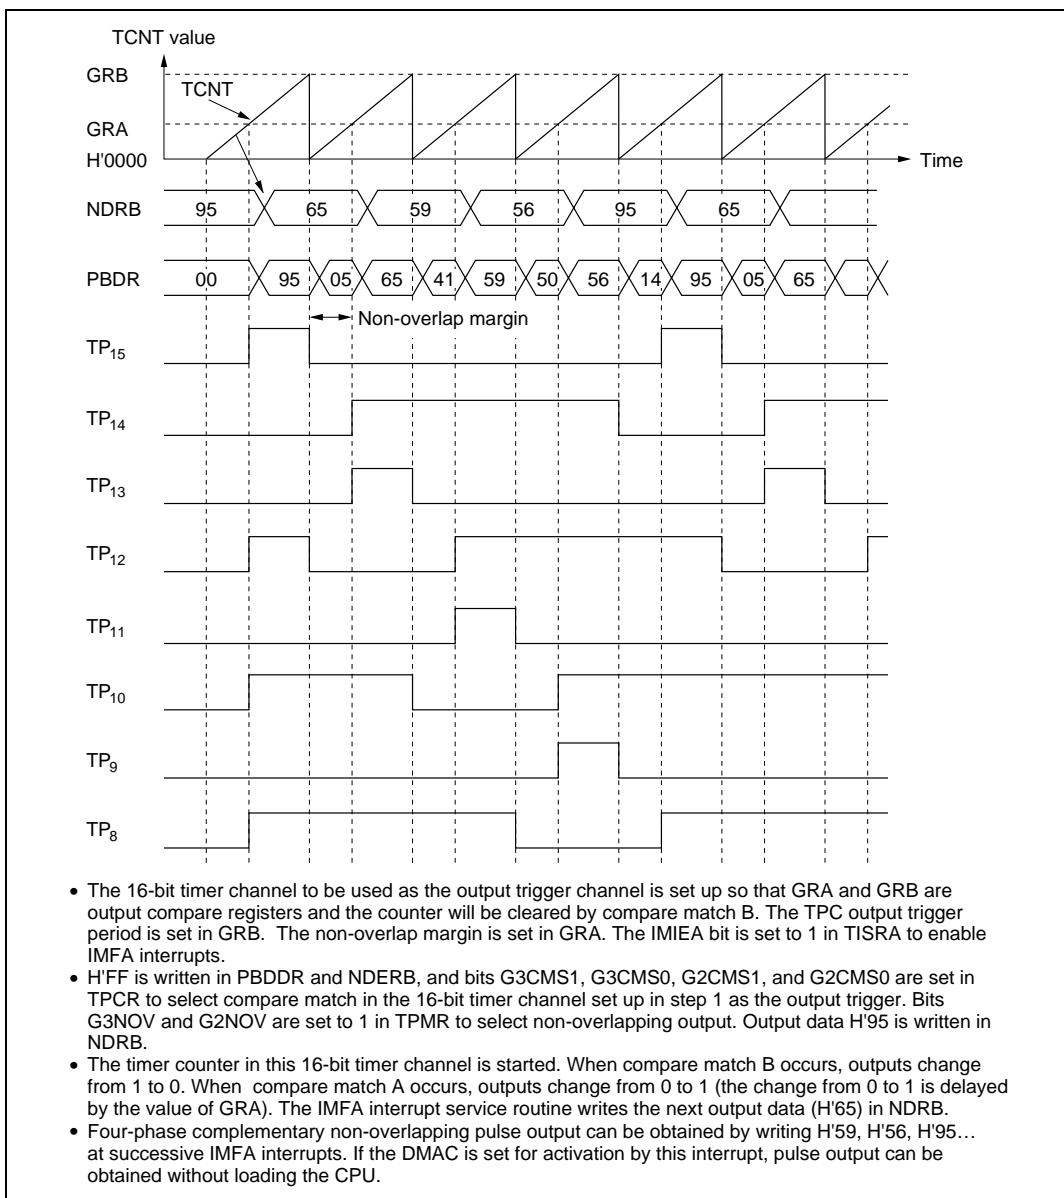 TCNT value
GRB
TCNT
GRA
H'0000
Time
NDRB 95 65 59 56 95 65
PBDR 00 95 05 65 41 59 50 56 14 95 05 65
Non-overlap margin
TP15
TP14
TP13
TP12
TP11
TP10
TP9
TP8
• The 16-bit timer channel to be used as the output trigger channel is set up so that GRA and GRB are
output compare registers and the counter will be cleared by compare match B. The TPC output trigger
period is set in GRB. The non-overlap margin is set in GRA. The IMIEA bit is set to 1 in TISRA to enable
IMFA interrupts.
• H'FF is written in PBDDR and NDERB, and bits G3CMS1, G3CMS0, G2CMS1, and G2CMS0 are set in
TPCR to select compare match in the 16-bit timer channel set up in step 1 as the output trigger. Bits
G3NOV and G2NOV are set to 1 in TPMR to select non-overlapping output. Output data H'95 is written in
NDRB.
• The timer counter in this 16-bit timer channel is started. When compare match B occurs, outputs change
from 1 to 0. When compare match A occurs, outputs change from 0 to 1 (the change from 0 to 1 is delayed
by the value of GRA). The IMFA interrupt service routine writes the next output data (H'65) in NDRB.
• Four-phase complementary non-overlapping pulse output can be obtained by writing H'59, H'56, H'95…
at successive IMFA interrupts. If the DMAC is set for activation by this interrupt, pulse output can be
obtained without loading the CPU.